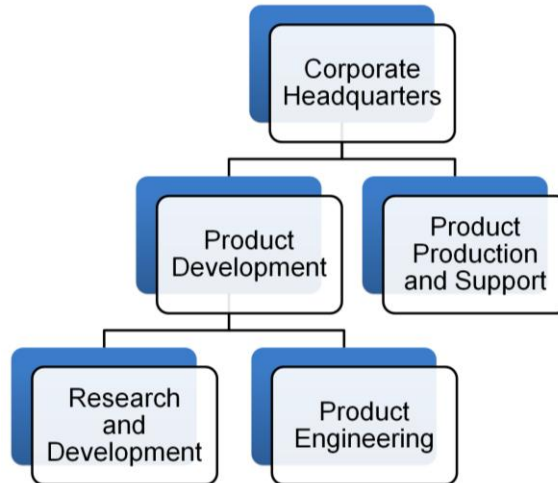 Corporate
Headquarters
Product
Development
Product
Production
and Support
Research
and
Development
Product
Engineering